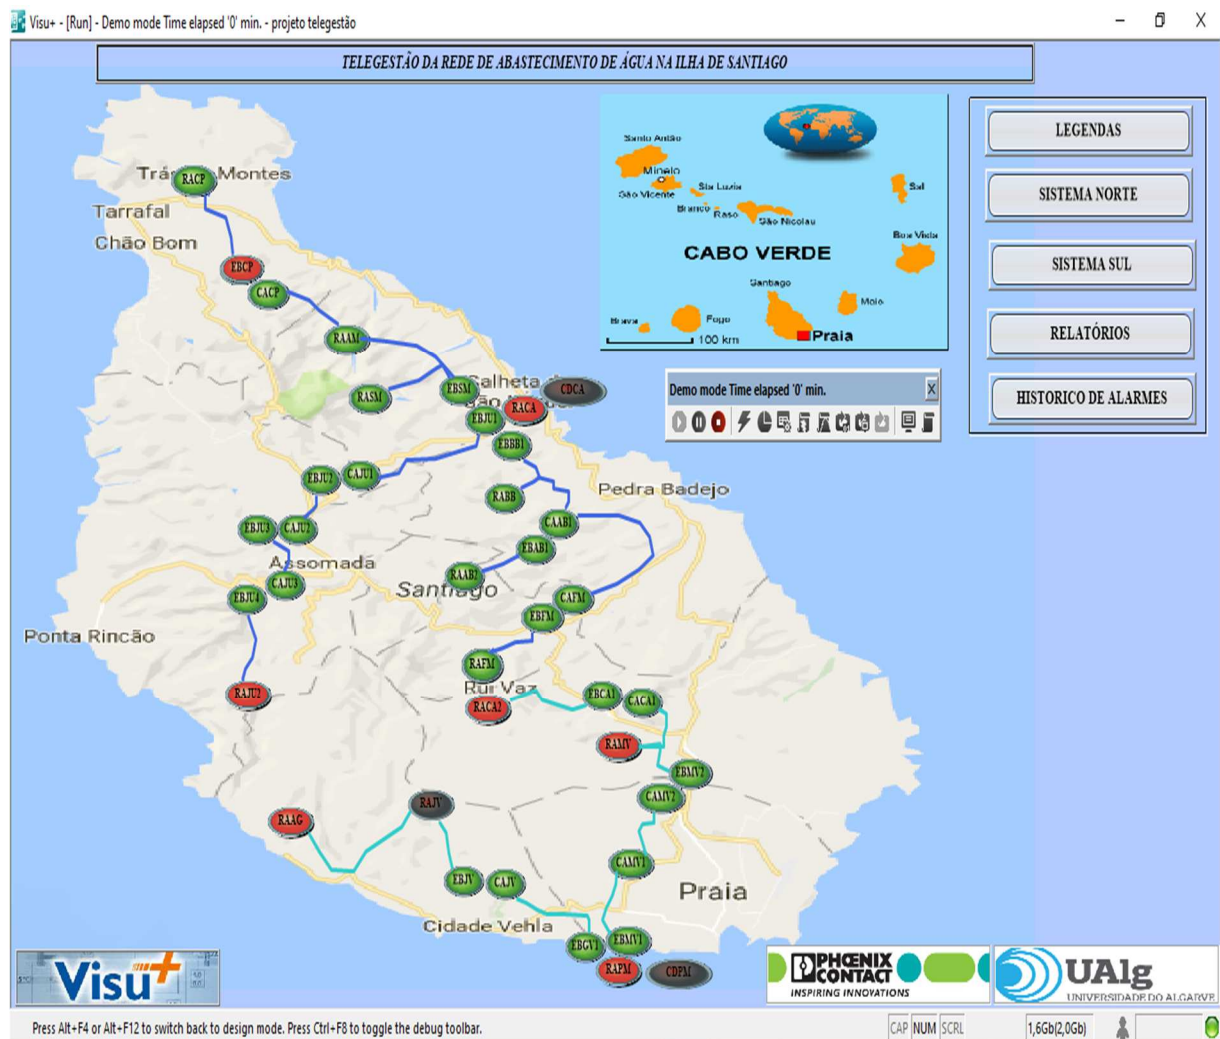 Visu+ - [Run] - Demo mode Time elapsed '0' min. - projeto telegestão
TELEGESTÃO DA REDE DE ABASTECIMENTO DE ÁGUA NA ILHA DE SANTIAGO
LEGENDAS
SISTEMA NORTE
SISTEMA SUL
RELATÓRIOS
HISTORICO DE ALARMES
Santo Antão
Minelo
São Vicente
Sta Luzia
Branco
Raso
São Nicolau
Sal
Boa Vista
CABO VERDE
Santiago
Maio
Brava
Fogo
Praia
100 km
Demo mode Time elapsed '0' min.
X
Trás
RACP
Montes
Tarrafal
Chão Bom
EBCP
CACP
RAAM
RASM
EBSM
Calheta
CDCA
RACA
EBJU1
EBBB1
EBJU2
CAJU1
RABB
Pedra Badejo
EBJU3
CAJU2
CAAB1
EBAB1
Assomada
RAAB2
Santiago
CAJU3
EBJU4
CAFM
EBFM
Ponta Rincão
RAFM
Rui Vaz
RAJU2
RACA2
EBCA1
CACA1
RAMV
EBMV2
CAMV2
RAJV
RAAG
CAMV1
EBJV
CAJV
Praia
Cidade Vehla
EBGV1
EBMV1
RAPM
CDPM
Visu+
PHŒNIX
CONTACT
INSPIRING INNOVATIONS
UAlg
UNIVERSIDADE DO ALGARVE
Press Alt+F4 or Alt+F12 to switch back to design mode. Press Ctrl+F8 to toggle the debug toolbar.
CAP NUM SCRL
1,6Gb(2,0Gb)